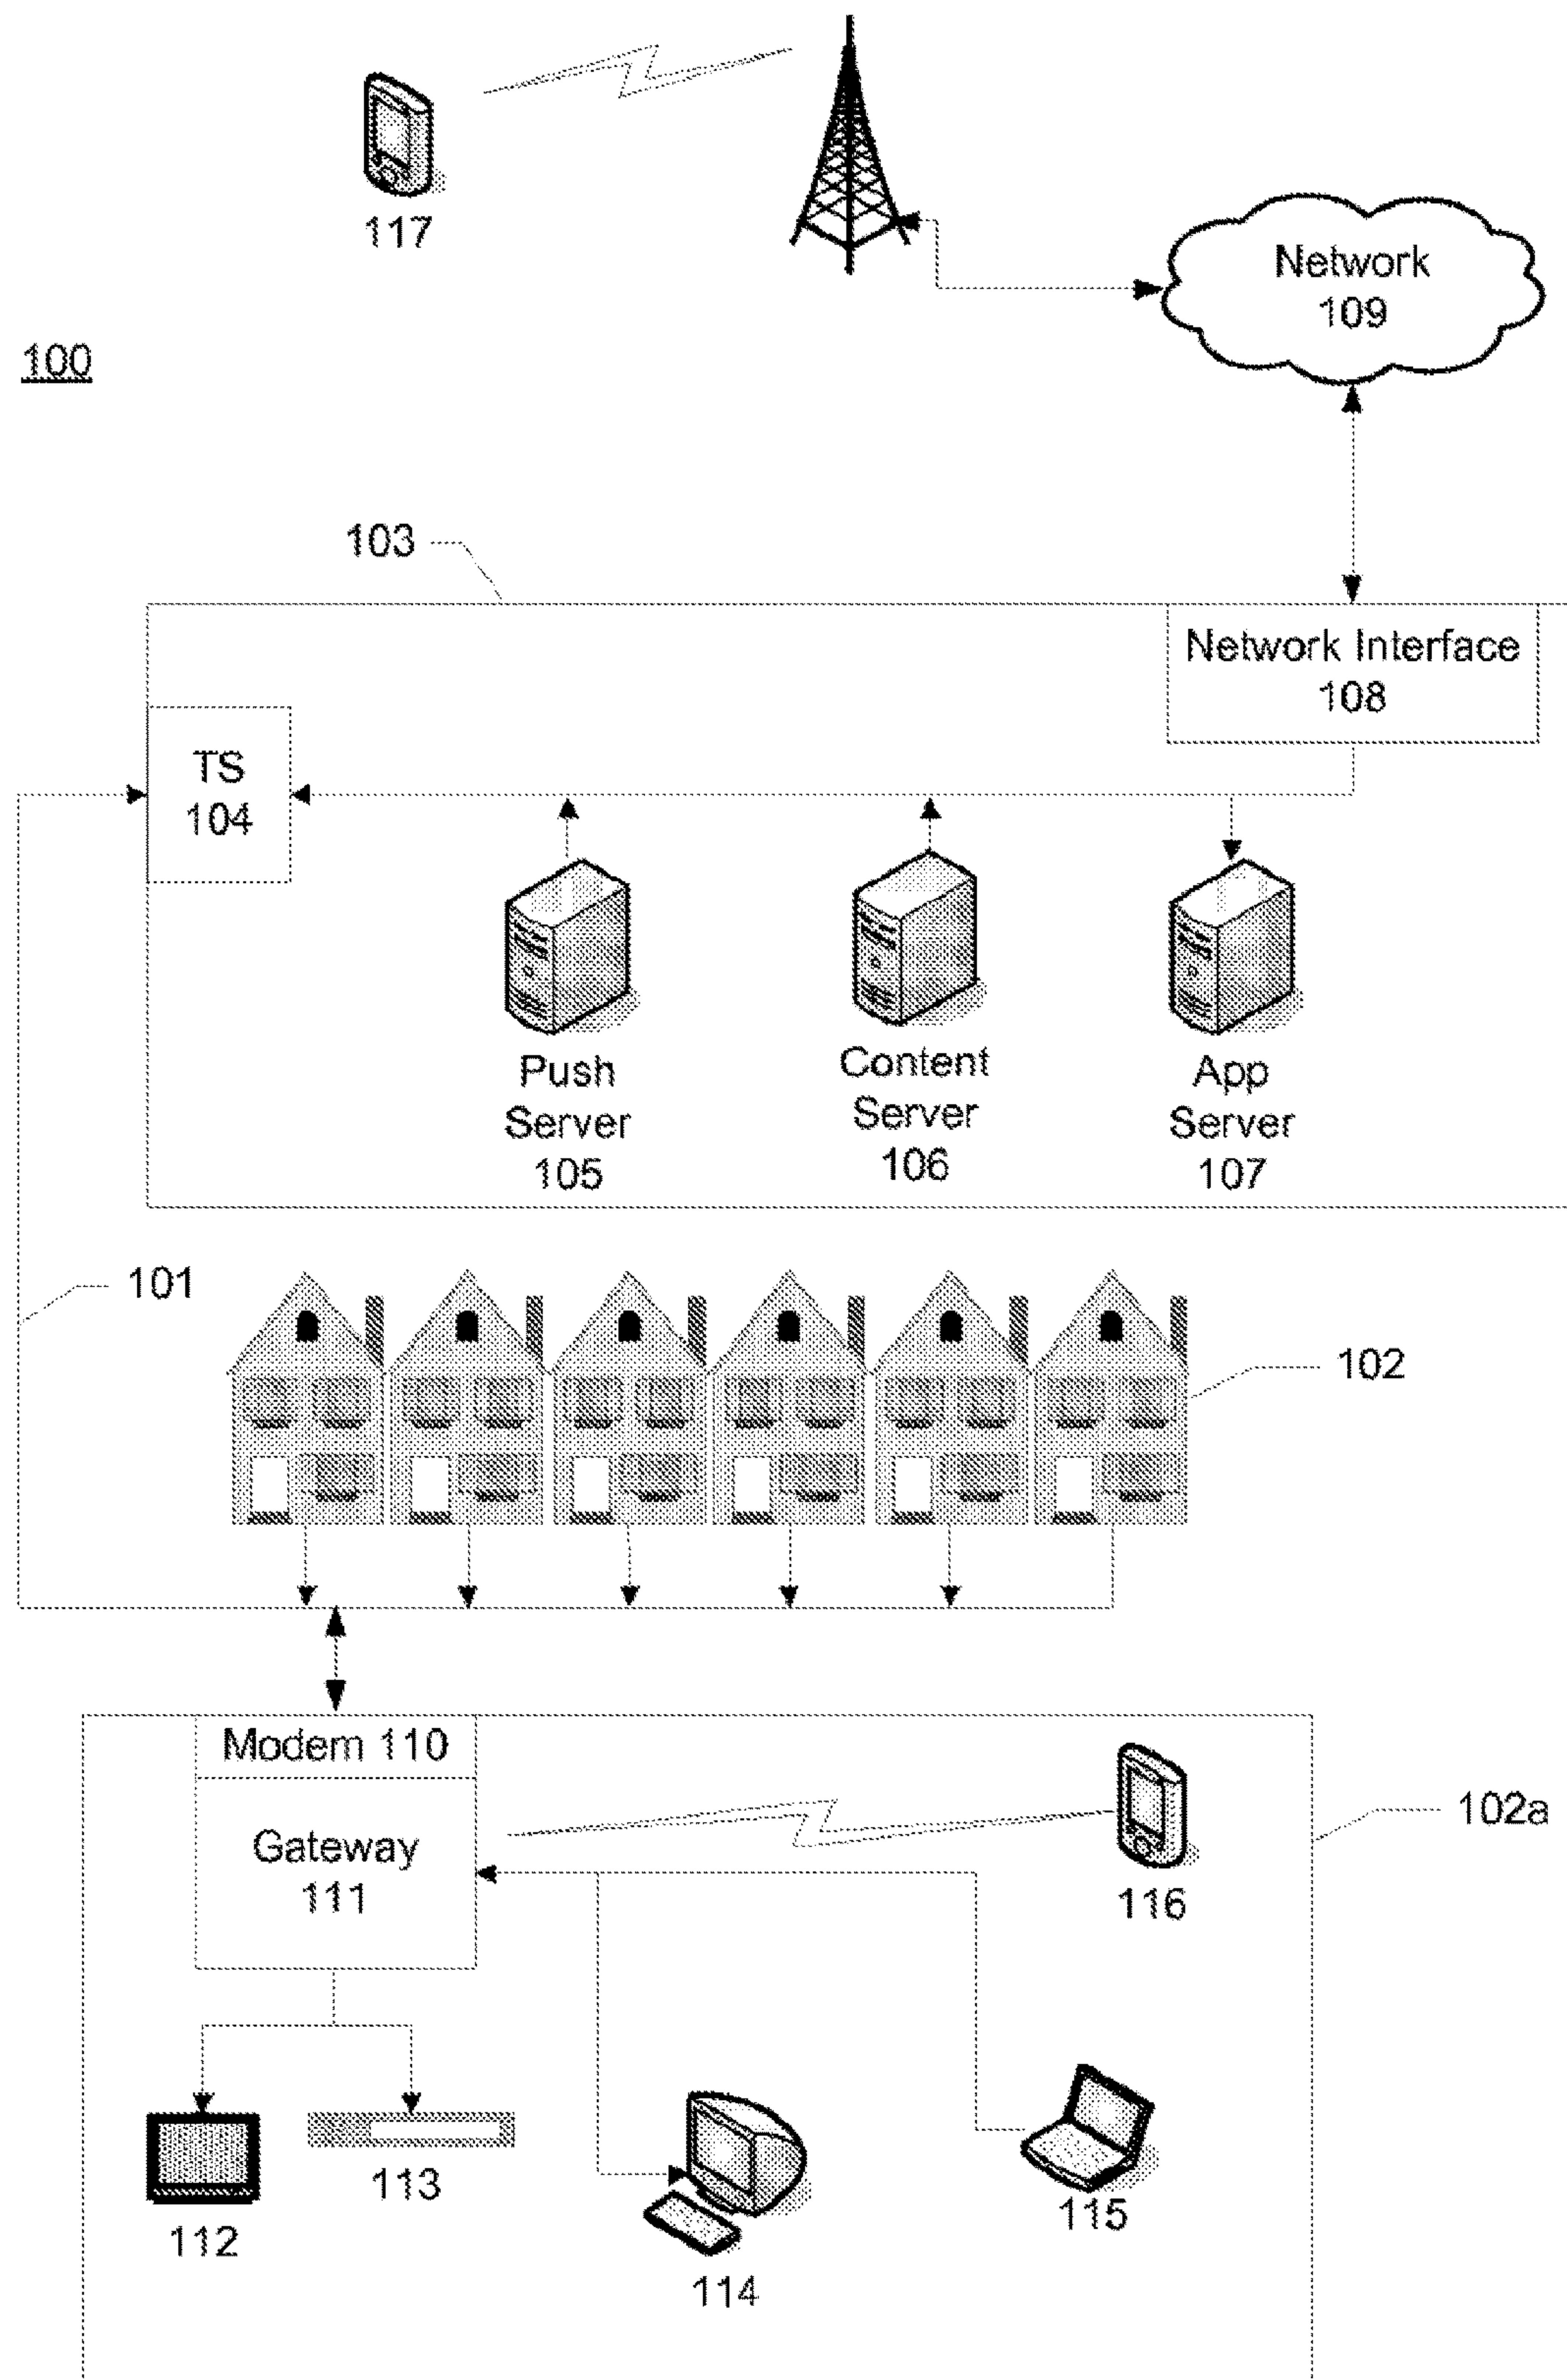 117
Network
109
100
103
Network Interface
108
TS
104
Push
Server
105
Content
Server
106
App
Server
107
101
102
Modem 110
Gateway
111
102a
116
112
113
114
115